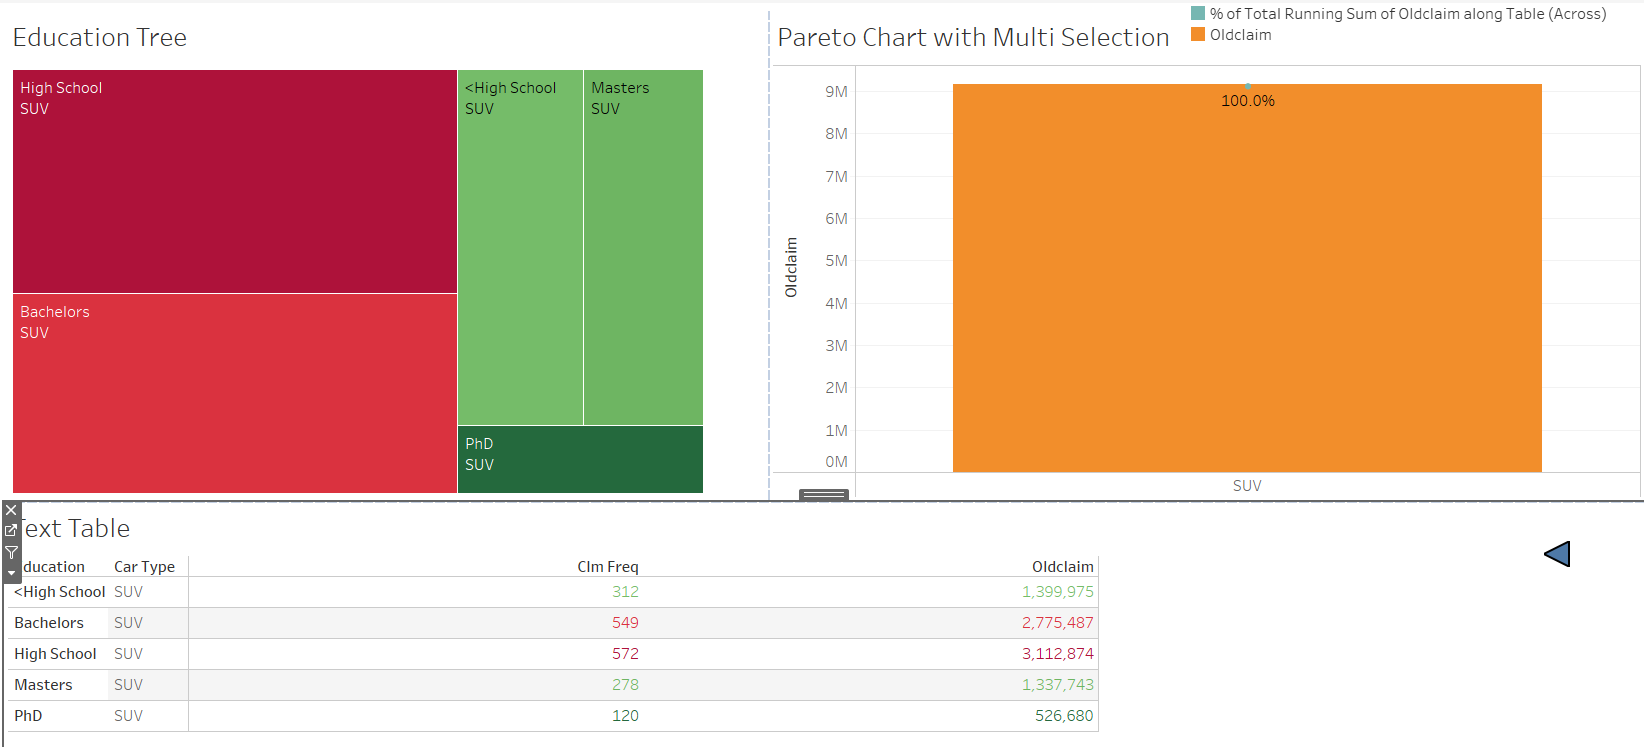 Education Tree
High School
SUV
<High School
SUV
Masters
SUV
Bachelors
SUV
PhD
SUV
Pareto Chart with Multi Selection
% of Total Running Sum of Oldclaim along Table (Across)
Oldclaim
Oldclaim
9M
8M
7M
6M
5M
4M
3M
2M
1M
0M
100.0%
SUV
ext Table
ducation Car Type Clm Freq Oldclaim
<High School SUV 312 1,399,975
Bachelors SUV 549 2,775,487
High School SUV 572 3,112,874
Masters SUV 278 1,337,743
PhD SUV 120 526,680